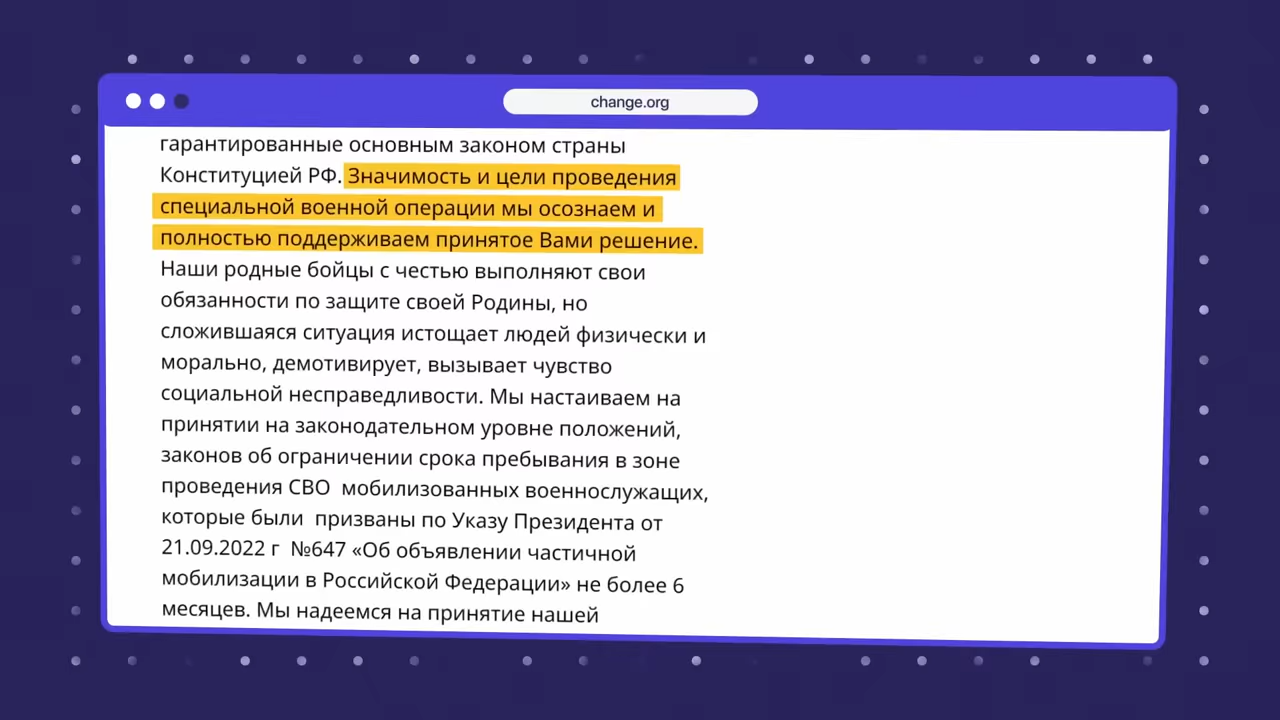 change.org
гарантированные основным законом страны
Конституцией РФ. Значимость и цели проведения
специальной военной операции мы осознаем и
полностью поддерживаем принятое Вами решение.
Наши родные бойцы с честью выполняют свои
обязанности по защите своей Родины, но
сложившаяся ситуация истощает людей физически и
морально, демотивирует, вызывает чувство
социальной несправедливости. Мы настаиваем на
принятии на законодательном уровне положений,
законов об ограничении срока пребывания в зоне
проведения СВО  мобилизованных военнослужащих,
которые были  призваны по Указу Президента от
21.09.2022 г  №647 «Об объявлении частичной
мобилизации в Российской Федерации» не более 6
месяцев. Мы надеемся на принятие нашей